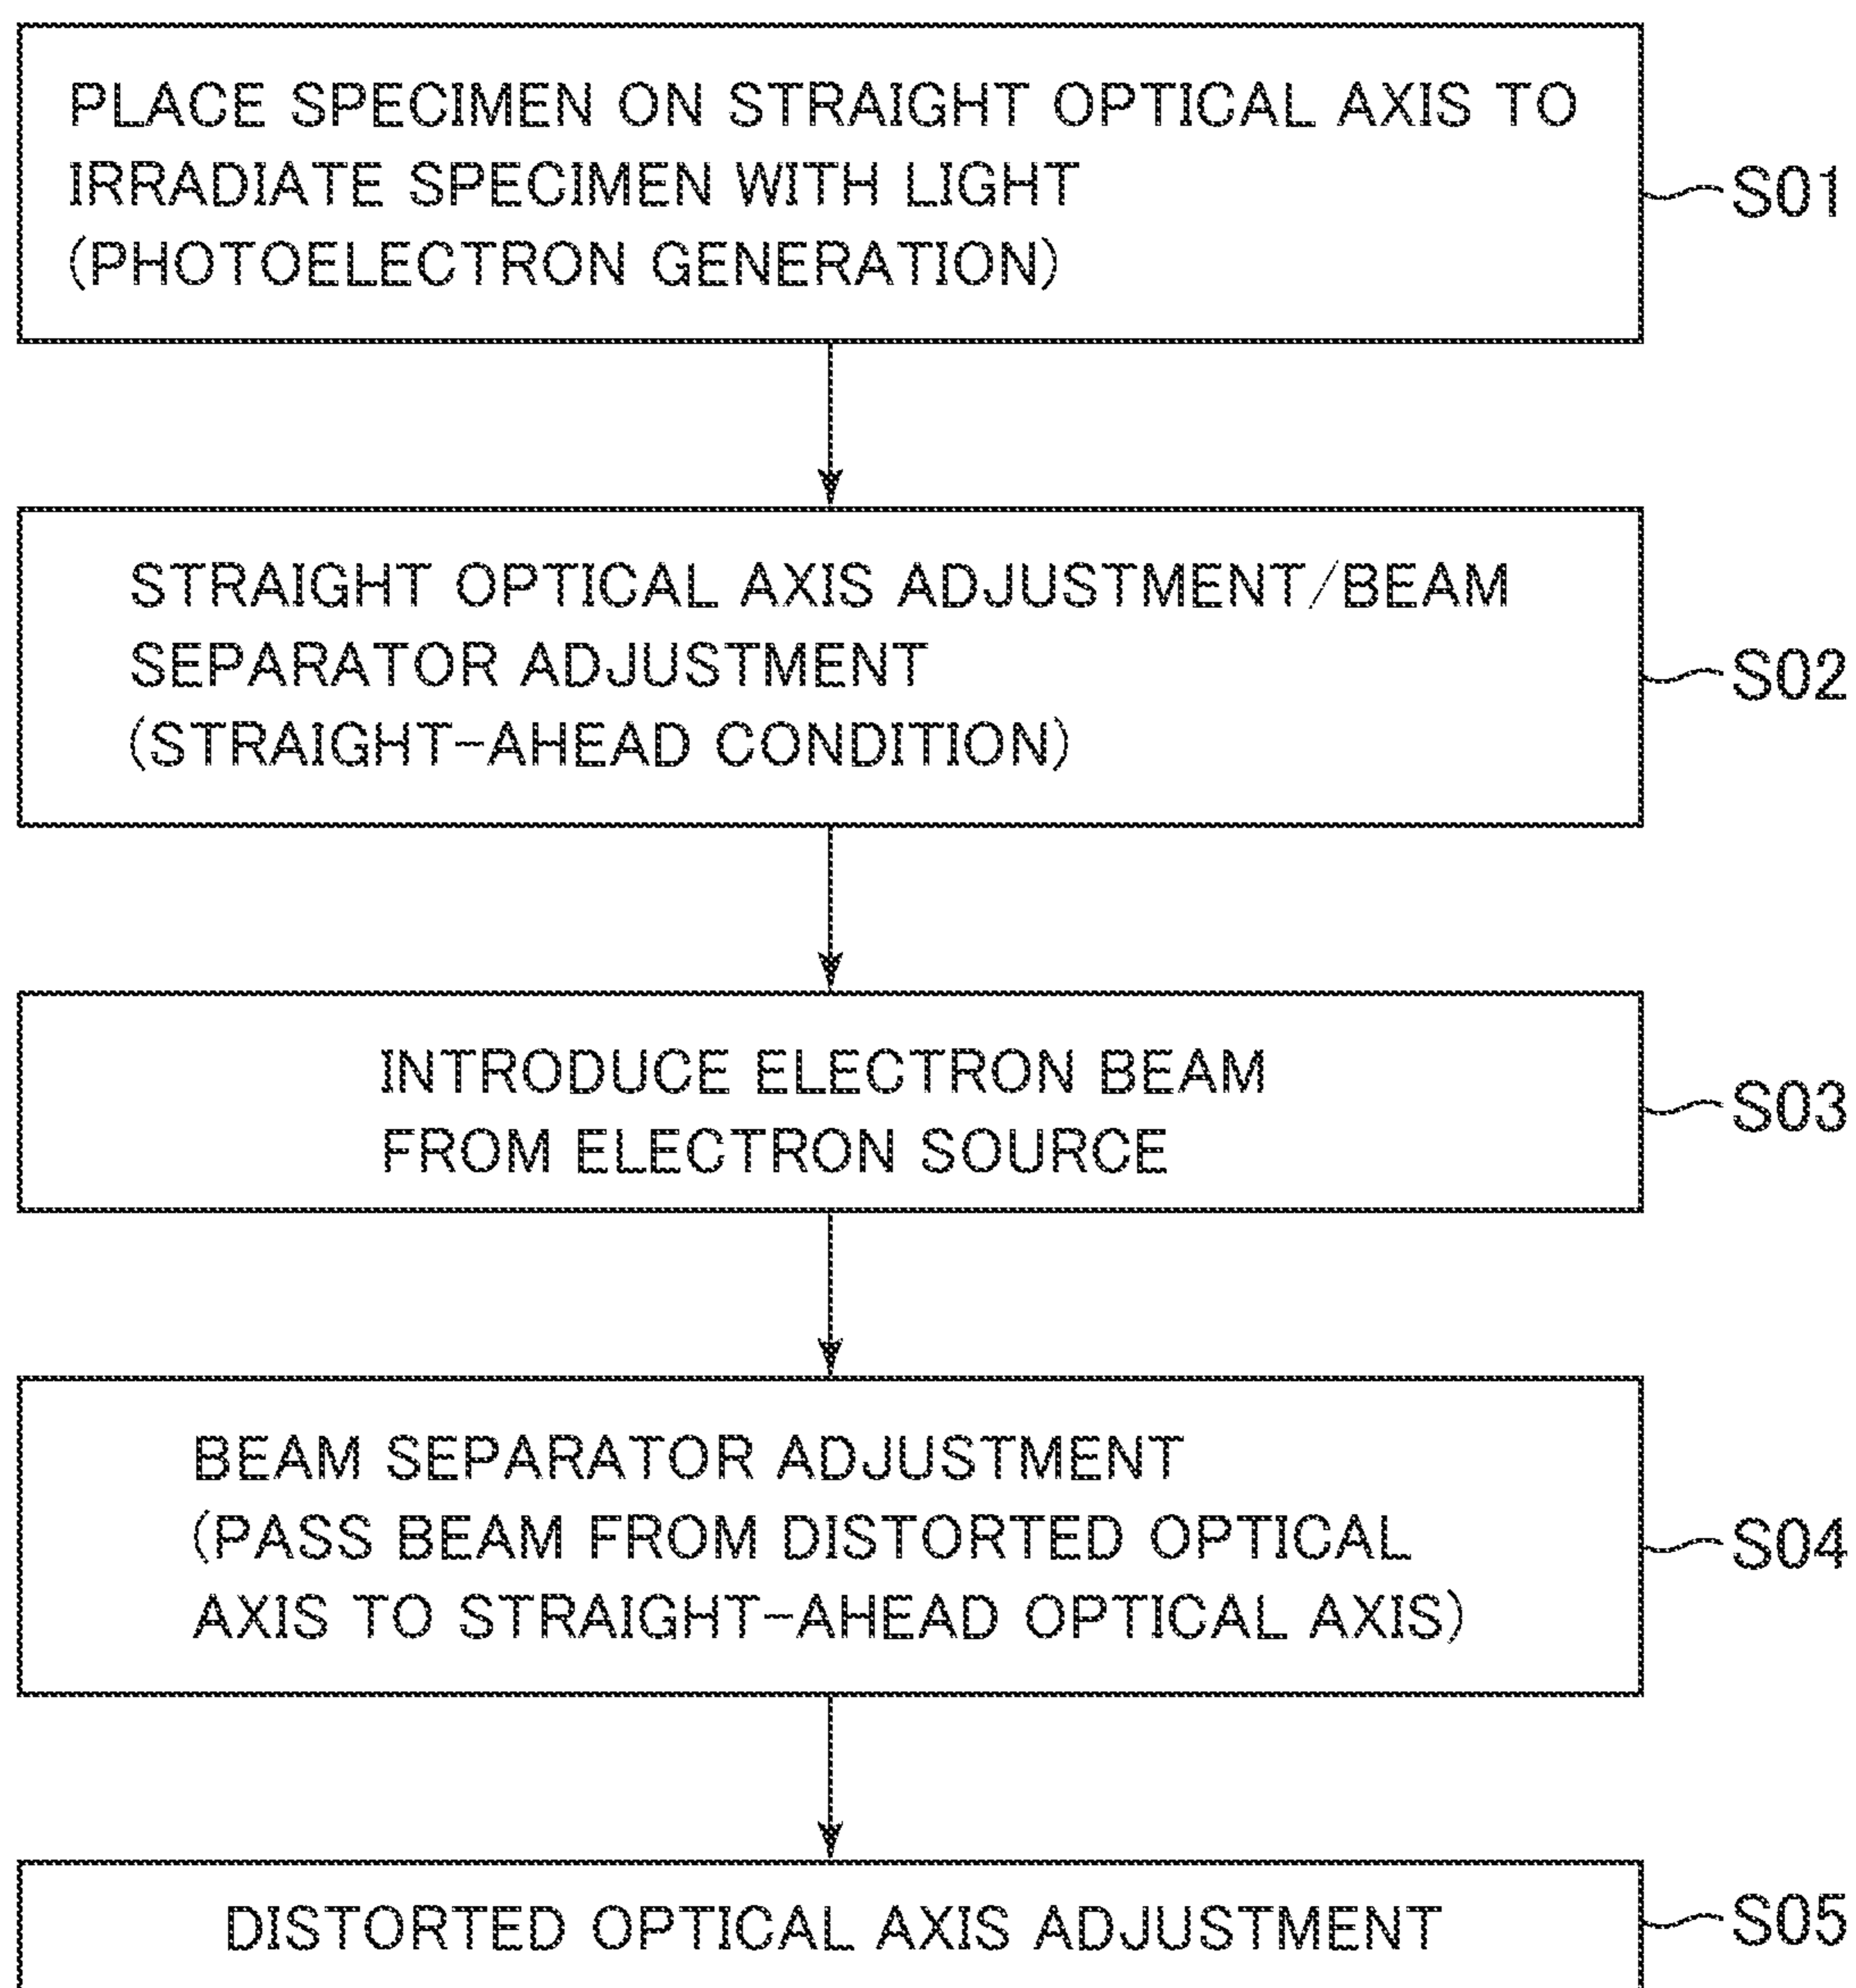 PLACE SPECIMEN ON STRAIGHT OPTICAL AXIS TO
IRRADIATE SPECIMEN WITH LIGHT
(PHOTOELECTRON GENERATION)
S01
STRAIGHT OPTICAL AXIS ADJUSTMENT/BEAM
SEPARATOR ADJUSTMENT
(STRAIGHT-AHEAD CONDITION)
S02
INTRODUCE ELECTRON BEAM
FROM ELECTRON SOURCE
S03
BEAM SEPARATOR ADJUSTMENT
(PASS BEAM FROM DISTORTED OPTICAL
AXIS TO STRAIGHT-AHEAD OPTICAL AXIS)
S04
DISTORTED OPTICAL AXIS ADJUSTMENT
S05